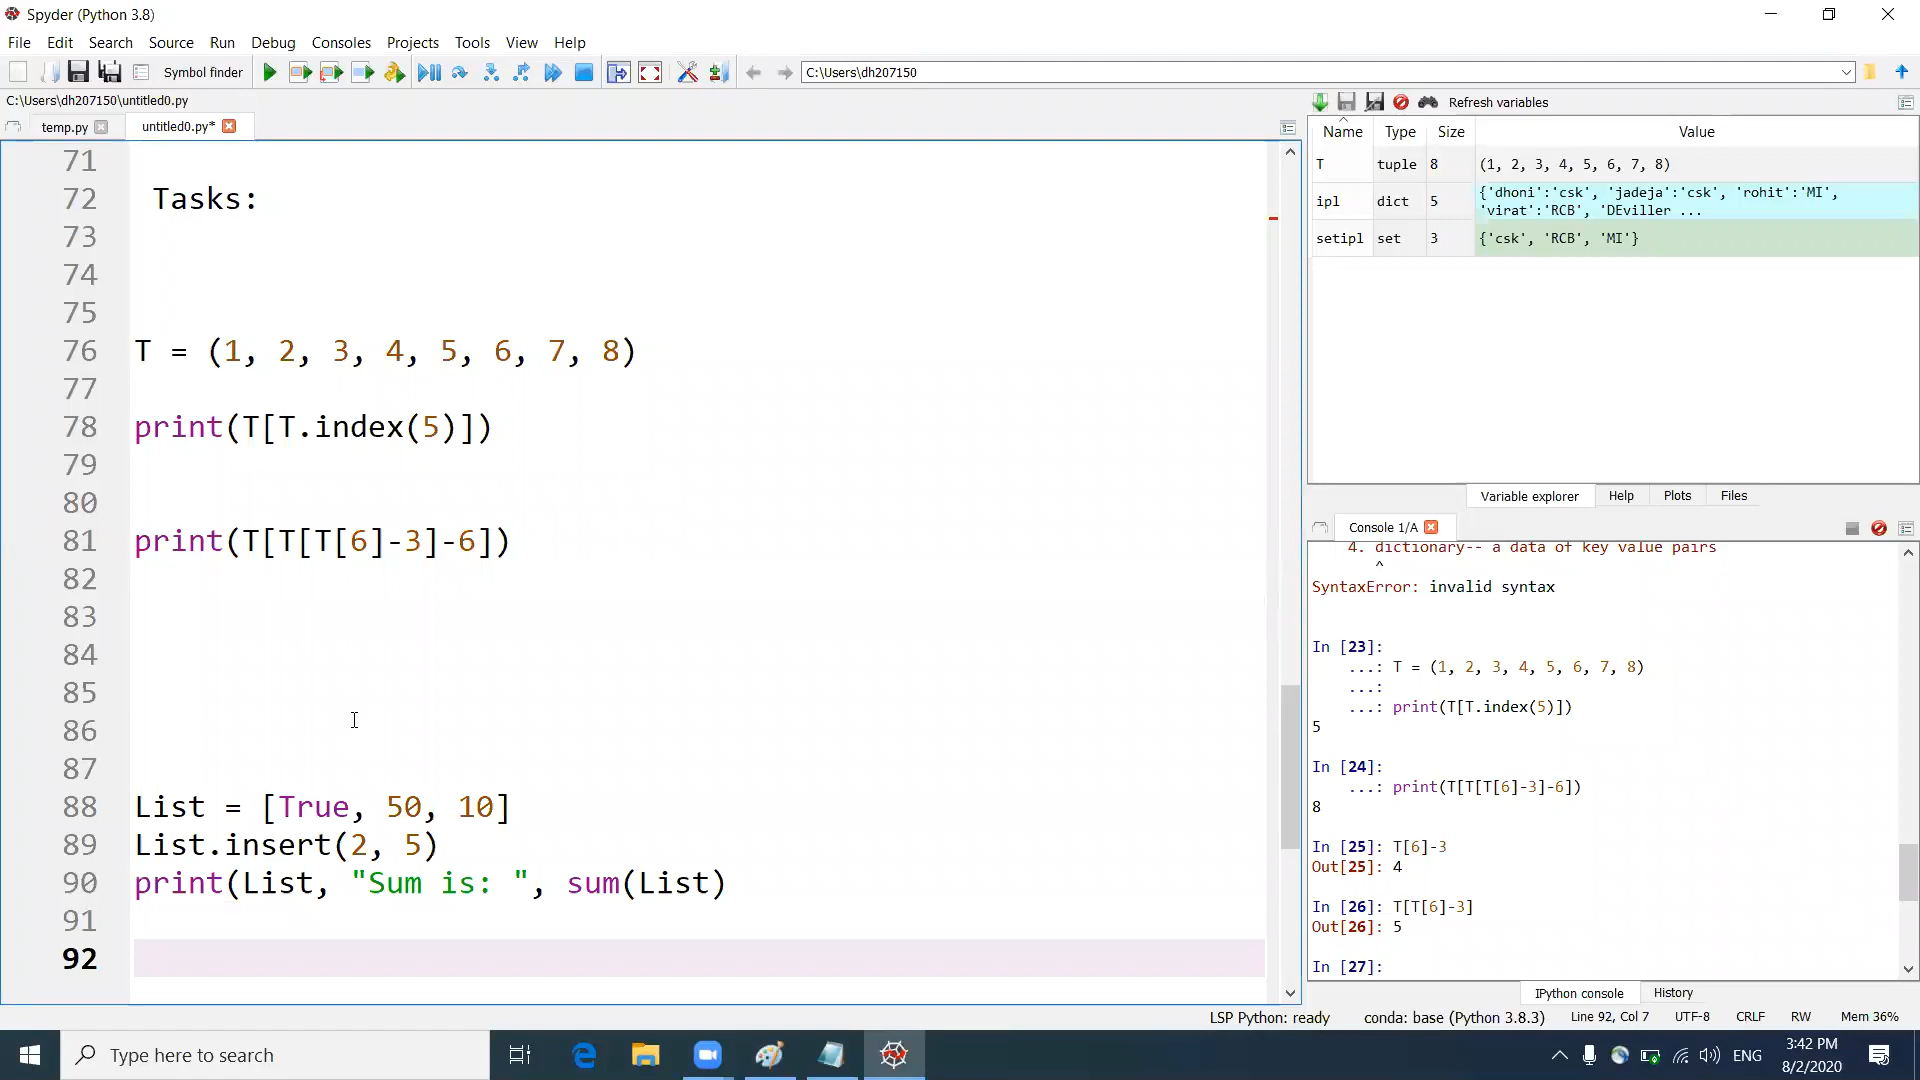 Spyder (Python 3.8)
File Edit Search Source Run Debug Consoles Projects Tools View Help
Symbol finder
C:\Users\dh207150
C:\Users\dh207150\untitled0.py
temp.py untitled0.py*
71
72 Tasks:
73
74
75
76 T = (1, 2, 3, 4, 5, 6, 7, 8)
77
78 print(T[T.index(5)])
79
80
81 print(T[T[T[6]-3]-6])
82
83
84
85
86
87
88 List = [True, 50, 10]
89 List.insert(2, 5)
90 print(List, "Sum is: ", sum(List)
91
92
Refresh variables
Name Type Size Value
T tuple 8 (1, 2, 3, 4, 5, 6, 7, 8)
ipl dict 5 {'dhoni':'csk', 'jadeja':'csk', 'rohit':'MI',
'virat':'RCB', 'DEviller ...
setipl set 3 {'csk', 'RCB', 'MI'}
Variable explorer Help Plots Files
Console 1/A
4. dictionary-- a data of key value pairs
^
SyntaxError: invalid syntax
In [23]:
...: T = (1, 2, 3, 4, 5, 6, 7, 8)
...:
...: print(T[T.index(5)])
5
In [24]:
...: print(T[T[T[6]-3]-6])
8
In [25]: T[6]-3
Out[25]: 4
In [26]: T[T[6]-3]
Out[26]: 5
In [27]:
IPython console History
LSP Python: ready conda: base (Python 3.8.3) Line 92, Col 7 UTF-8 CRLF RW Mem 36%
Type here to search
ENG
3:42 PM
8/2/2020